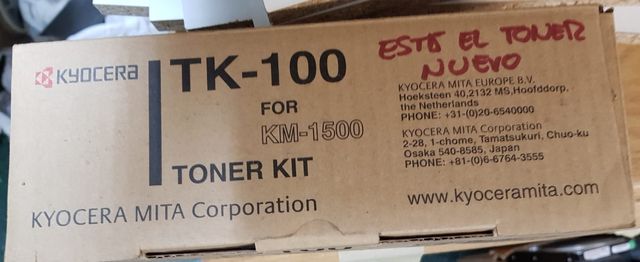 KYOCERA
TK-100
FOR
KM-1500
TONER KIT
KYOCERA MITA Corporation
ESTE EL TONER
NUEVO
KYOCERA MITA EUROPE B.V.
Hoeksteen 40,2132 MS,Hoofddorp.
the Netherlands
PHONE: +31-(0)20-6540000
KYOCERA MITA Corporation
2-28, 1-chome, Tamatsukuri, Chuo-ku
Osaka 540-8585, Japan
PHONE: +81-(0)6-6764-3555
www.kyoceramita.com